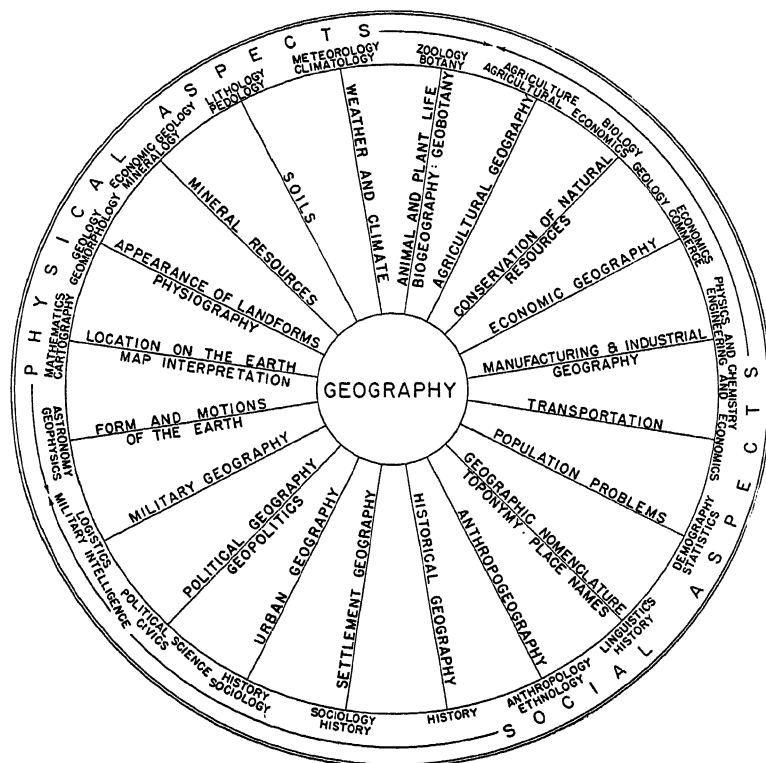 PHYSICAL ASPECTS
SOCIAL ASPECTS
GEOGRAPHY
METEOROLOGY
CLIMATOLOGY
WEATHER AND CLIMATE
ZOOLOGY
BOTANY
ANIMAL AND PLANT LIFE
BIOGEOGRAPHY: GEOBOTANY
AGRICULTURE
AGRICULTURAL ECONOMICS
AGRICULTURAL GEOGRAPHY
BIOLOGY
GEOLOGY
CONSERVATION OF NATURAL
RESOURCES
ECONOMICS
COMMERCE
ECONOMIC GEOGRAPHY
PHYSICS AND CHEMISTRY
ENGINEERING AND ECONOMICS
MANUFACTURING & INDUSTRIAL
GEOGRAPHY
TRANSPORTATION
DEMOGRAPHY
STATISTICS
POPULATION PROBLEMS
LINGUISTICS
HISTORY
GEOGRAPHIC NOMENCLATURE
TOPONYMY: PLACE NAMES
ANTHROPOLOGY
ETHNOLOGY
ANTHROPOGEOGRAPHY
HISTORY
HISTORICAL GEOGRAPHY
SOCIOLOGY
HISTORY
SETTLEMENT GEOGRAPHY
HISTORY
SOCIOLOGY
URBAN GEOGRAPHY
POLITICAL SCIENCE
CIVICS
POLITICAL GEOGRAPHY
GEOPOLITICS
LOGISTICS
MILITARY INTELLIGENCE
MILITARY GEOGRAPHY
ASTRONOMY
GEOPHYSICS
FORM AND MOTIONS
OF THE EARTH
MATHEMATICS
CARTOGRAPHY
LOCATION ON THE EARTH
MAP INTERPRETATION
GEOLOGY
GEOMORPHOLOGY
APPEARANCE OF LANDFORMS
PHYSIOGRAPHY
ECONOMIC GEOLOGY
MINERALOGY
MINERAL RESOURCES
LITHOLOGY
PEDOLOGY
SOILS